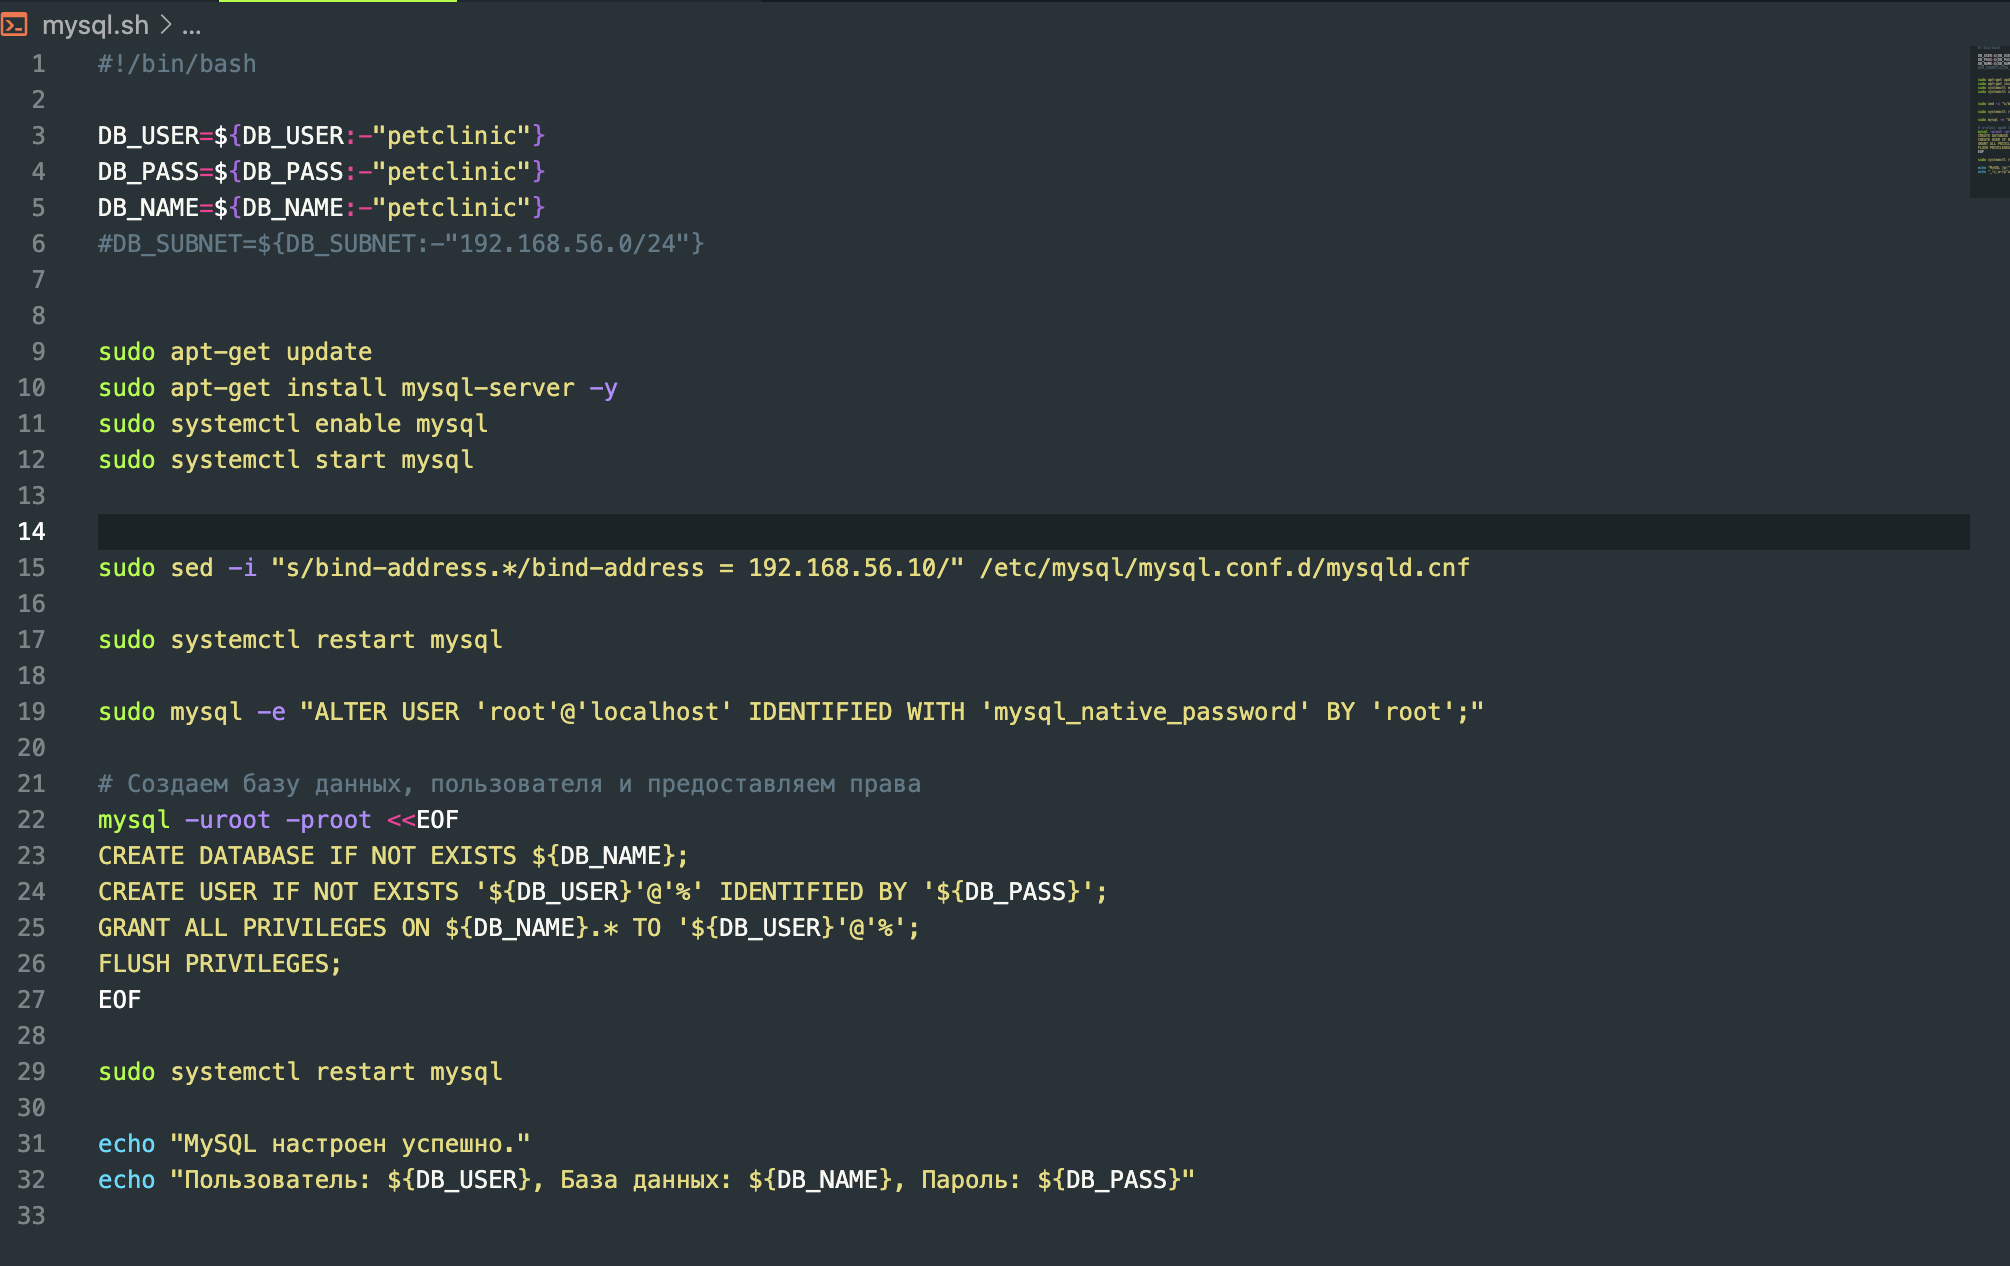 mysql.sh > ...
1 #!/bin/bash
2
3 DB_USER=${DB_USER:-"petclinic"}
4 DB_PASS=${DB_PASS:-"petclinic"}
5 DB_NAME=${DB_NAME:-"petclinic"}
6 #DB_SUBNET=${DB_SUBNET:-"192.168.56.0/24"}
7
8
9 sudo apt-get update
10 sudo apt-get install mysql-server -y
11 sudo systemctl enable mysql
12 sudo systemctl start mysql
13
14
15 sudo sed -i "s/bind-address.*/bind-address = 192.168.56.10/" /etc/mysql/mysql.conf.d/mysqld.cnf
16
17 sudo systemctl restart mysql
18
19 sudo mysql -e "ALTER USER 'root'@'localhost' IDENTIFIED WITH 'mysql_native_password' BY 'root';"
20
21 # Создаем базу данных, пользователя и предоставляем права
22 mysql -uroot -proot <<EOF
23 CREATE DATABASE IF NOT EXISTS ${DB_NAME};
24 CREATE USER IF NOT EXISTS '${DB_USER}'@'%' IDENTIFIED BY '${DB_PASS}';
25 GRANT ALL PRIVILEGES ON ${DB_NAME}.* TO '${DB_USER}'@'%';
26 FLUSH PRIVILEGES;
27 EOF
28
29 sudo systemctl restart mysql
30
31 echo "MySQL настроен успешно."
32 echo "Пользователь: ${DB_USER}, База данных: ${DB_NAME}, Пароль: ${DB_PASS}"
33